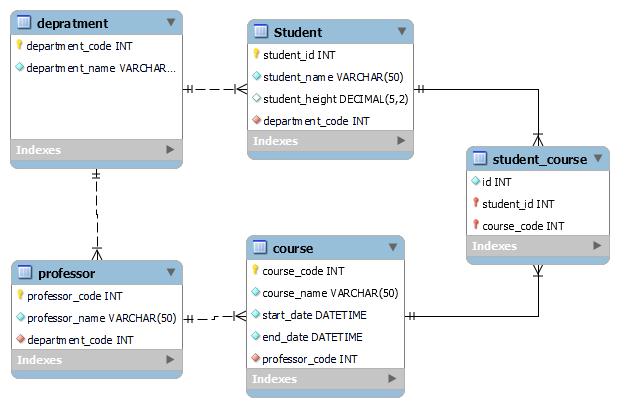 depratment
department_code INT
department_name VARCHAR...
Indexes
Student
student_id INT
student_name VARCHAR(50)
student_height DECIMAL(5,2)
department_code INT
Indexes
student_course
id INT
student_id INT
course_code INT
Indexes
professor
professor_code INT
professor_name VARCHAR(50)
department_code INT
Indexes
course
course_code INT
course_name VARCHAR(50)
start_date DATETIME
end_date DATETIME
professor_code INT
Indexes